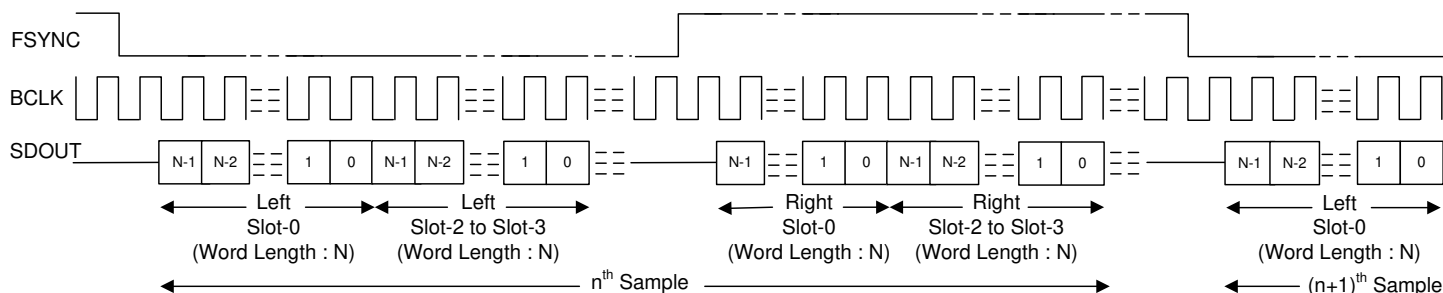 FSYNC
BCLK
SDOUT
N-1 N-2 1 0 N-1 N-2 1 0 N-1 1 0 N-1 N-2 1 0 N-1 N-2 1 0
Left Left Right Right Left
Slot-0 Slot-2 to Slot-3 Slot-0 Slot-2 to Slot-3 Slot-0
(Word Length : N) (Word Length : N) (Word Length : N) (Word Length : N) (Word Length : N)
nth Sample (n+1)th Sample